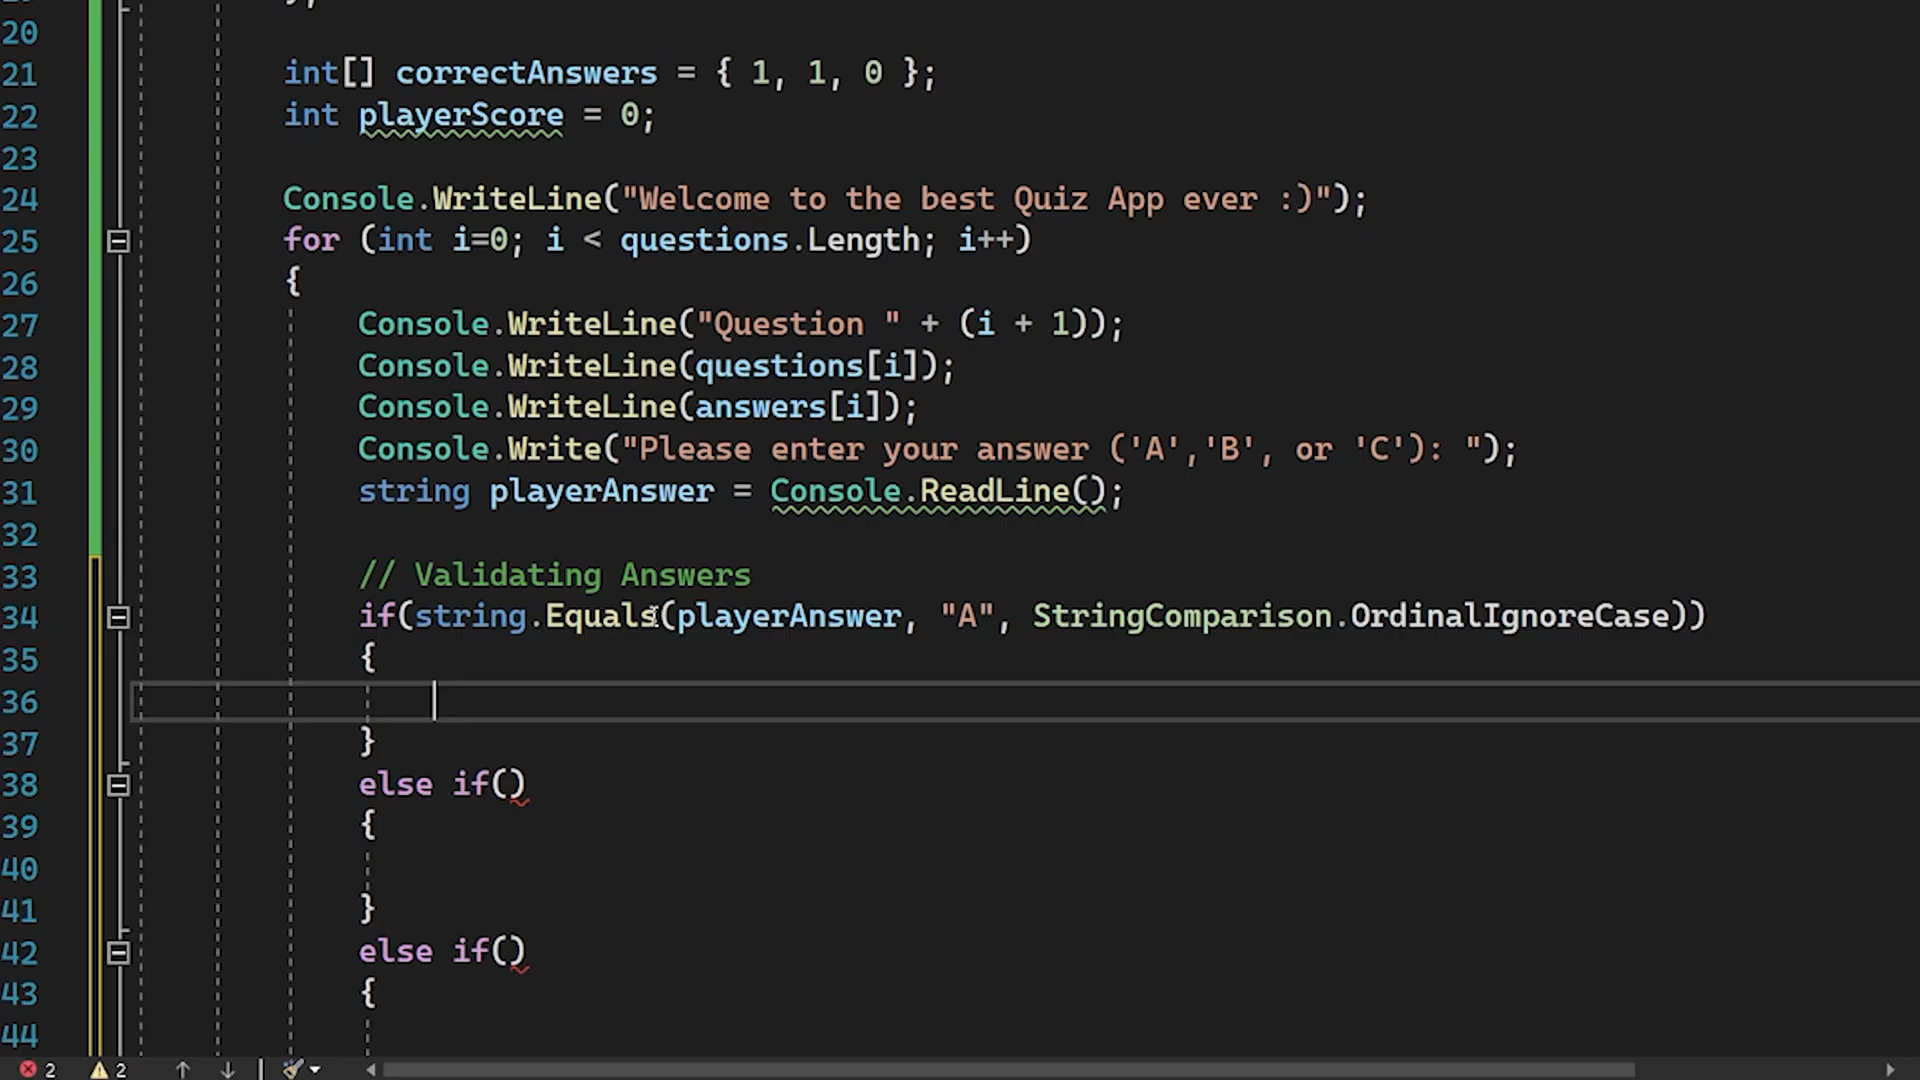 20
21 int[] correctAnswers = { 1, 1, 0 };
22 int playerScore = 0;
23
24 Console.WriteLine("Welcome to the best Quiz App ever :)");
25 for (int i=0; i < questions.Length; i++)
26 {
27 Console.WriteLine("Question " + (i + 1));
28 Console.WriteLine(questions[i]);
29 Console.WriteLine(answers[i]);
30 Console.Write("Please enter your answer ('A','B', or 'C'): ");
31 string playerAnswer = Console.ReadLine();
32
33 // Validating Answers
34 if(string.Equals(playerAnswer, "A", StringComparison.OrdinalIgnoreCase))
35 {
36
37 }
38 else if()
39 {
40
41 }
42 else if()
43 {
44
2 2